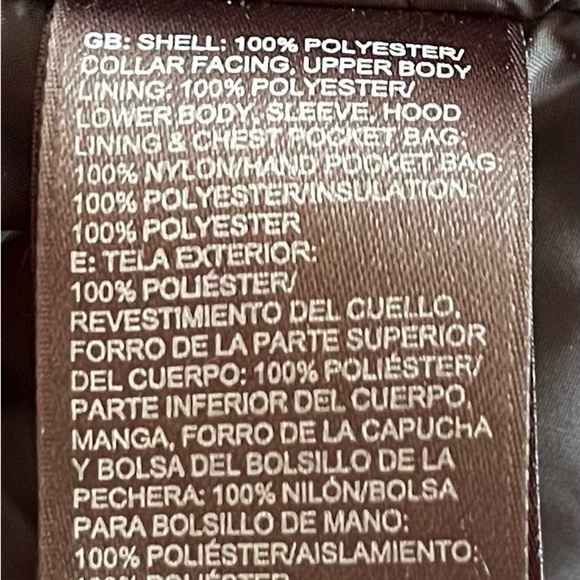 GB: SHELL: 100% POLYESTER/
COLLAR FACING, UPPER BODY
LINING: 100% POLYESTER/
LOWER BODY, SLEEVE, HOOD
LINING & CHEST POCKET BAG:
100% NYLON/HAND POCKET BAG:
100% POLYESTER/INSULATION:
100% POLYESTER
E: TELA EXTERIOR:
100% POLIÉSTER/
REVESTIMIENTO DEL CUELLO,
FORRO DE LA PARTE SUPERIOR
DEL CUERPO: 100% POLIÉSTER/
PARTE INFERIOR DEL CUERPO,
MANGA, FORRO DE LA CAPUCHA
Y BOLSA DEL BOLSILLO DE LA
PECHERA: 100% NILÓN/BOLSA
PARA BOLSILLO DE MANO:
100% POLIÉSTER/AISLAMIENTO:
100% POLIÉSTER